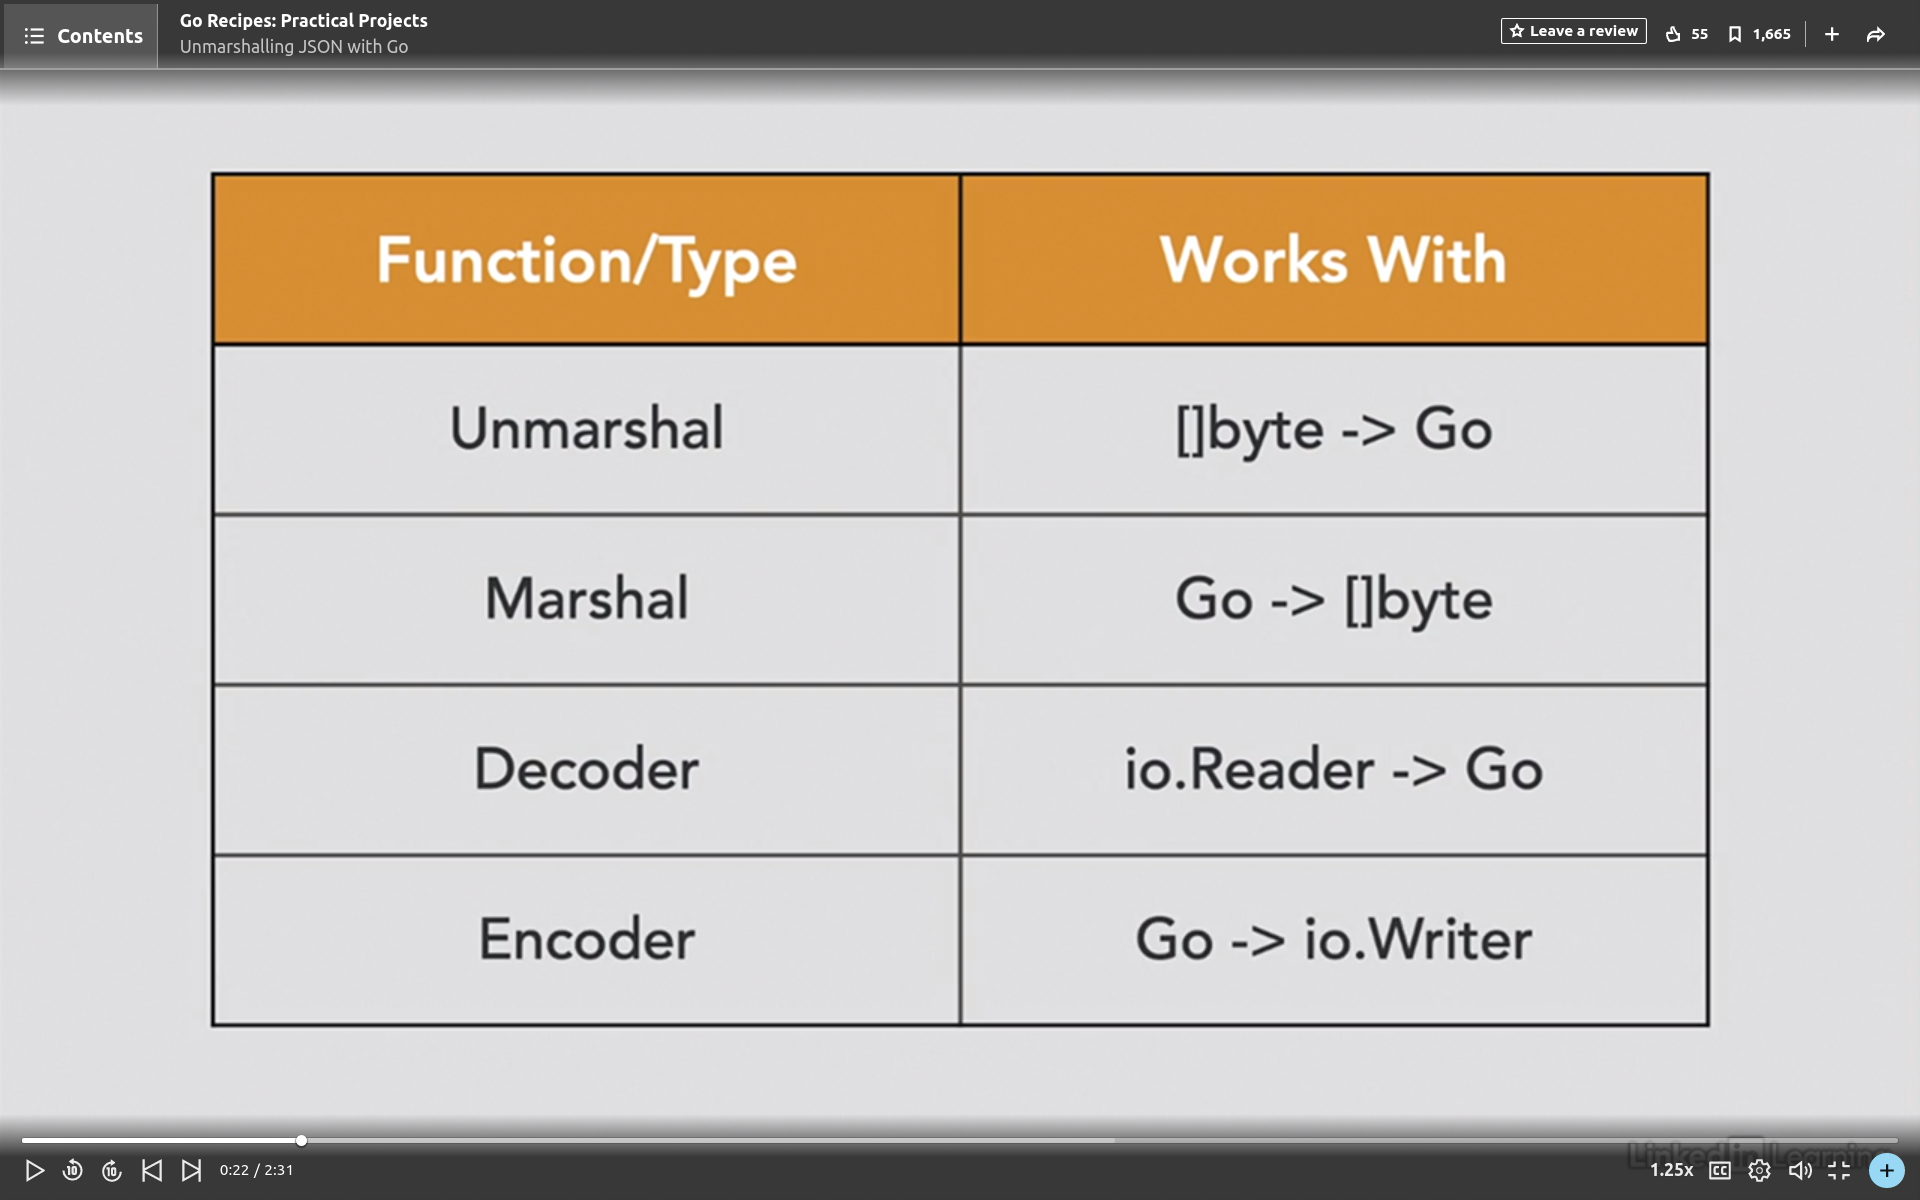 Contents
Go Recipes: Practical Projects
Unmarshalling JSON with Go
Leave a review
55
1,665
Function/Type Works With
Unmarshal []byte -> Go
Marshal Go -> []byte
Decoder io.Reader -> Go
Encoder Go -> io.Writer
LinkedIn Learning
10
10
0:22 / 2:31
1.25x
CC